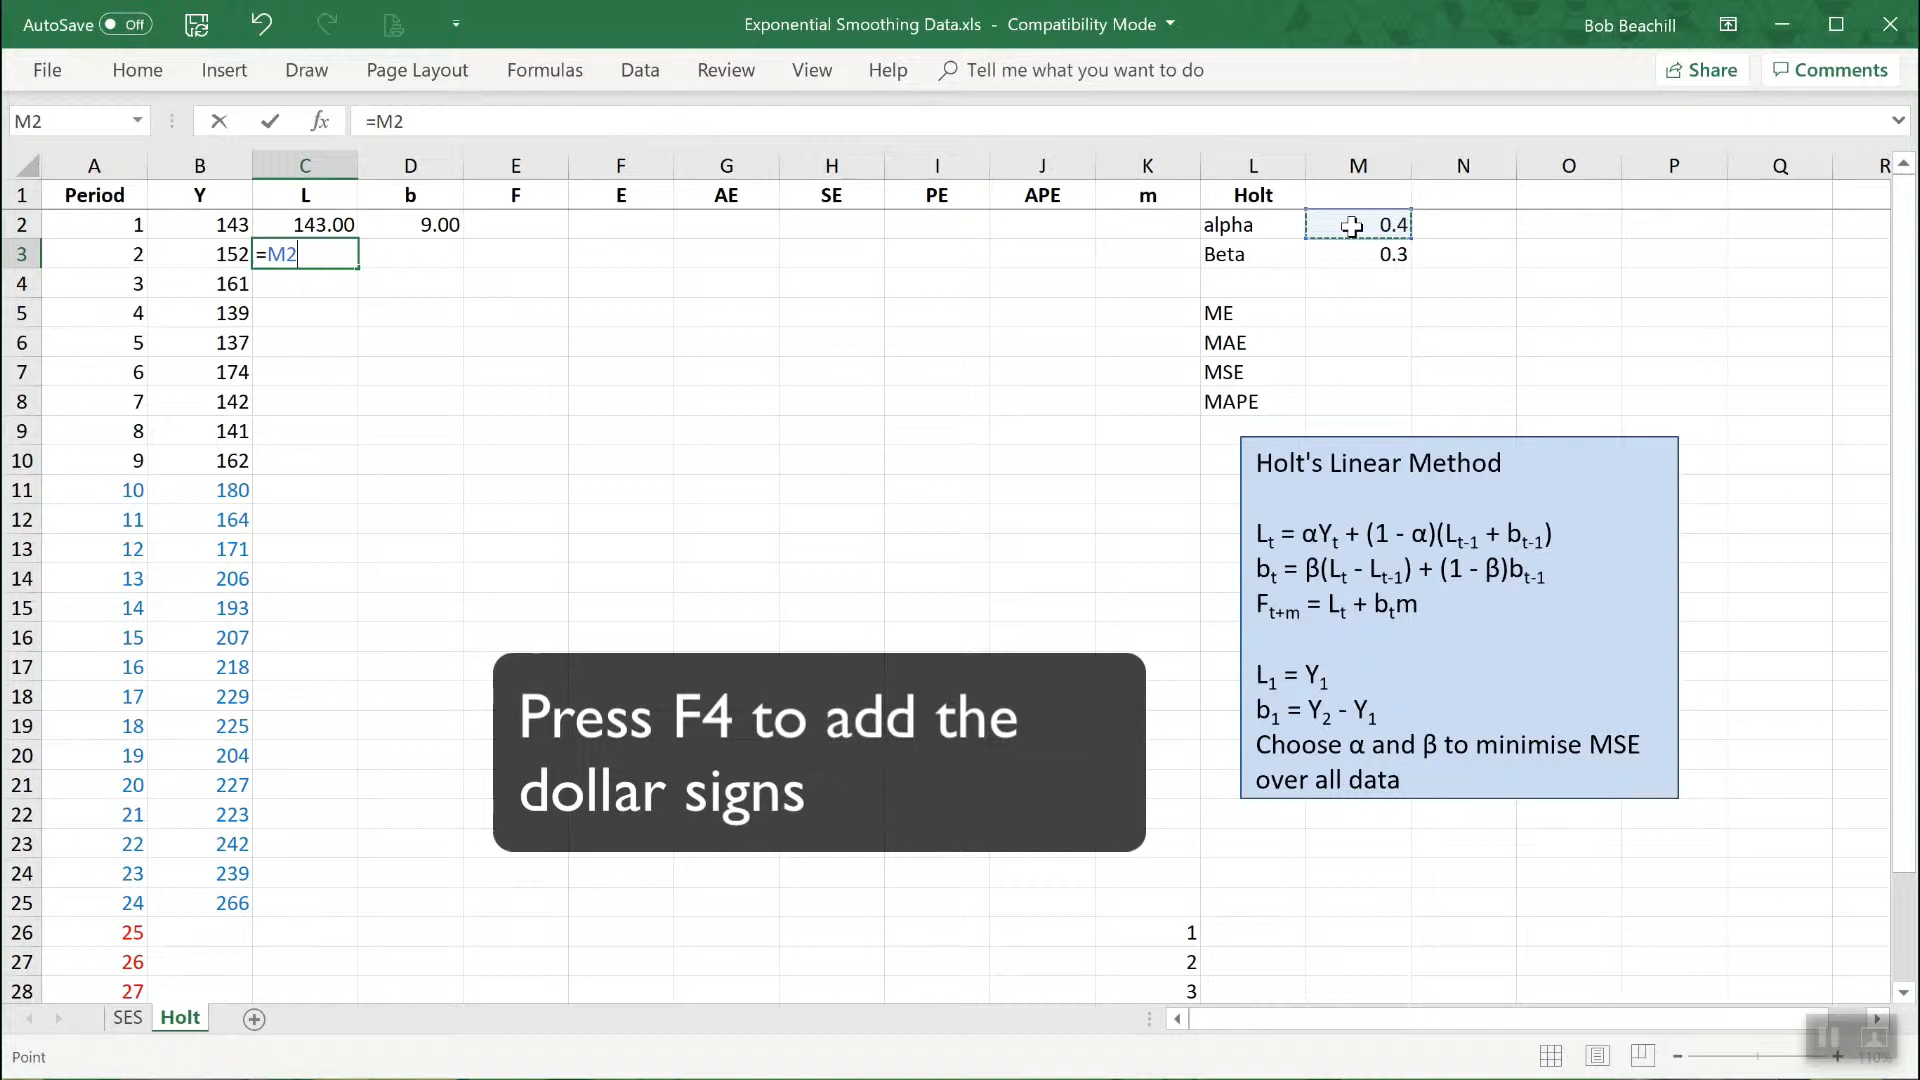 AutoSave Off
Exponential Smoothing Data.xls - Compatibility Mode
Bob Beachill
File Home Insert Draw Page Layout Formulas Data Review View Help Tell me what you want to do Share Comments
M2 fx =M2
A B C D E F G H I J K L M N O P Q R
1 Period Y L b F E AE SE PE APE m Holt
2 1 143 143.00 9.00 alpha 0.4
3 2 152 =M2 Beta 0.3
4 3 161
5 4 139 ME
6 5 137 MAE
7 6 174 MSE
8 7 142 MAPE
9 8 141
10 9 162
11 10 180
12 11 164
13 12 171
14 13 206
15 14 193
16 15 207
17 16 218
18 17 229
19 18 225
20 19 204
21 20 227
22 21 223
23 22 242
24 23 239
25 24 266
26 25 1
27 26 2
28 27 3
Holt's Linear Method
Lt = αYt + (1 - α)(Lt-1 + bt-1)
bt = β(Lt - Lt-1) + (1 - β)bt-1
Ft+m = Lt + btm
L1 = Y1
b1 = Y2 - Y1
Choose α and β to minimise MSE
over all data
Press F4 to add the
dollar signs
SES Holt
Point
110%